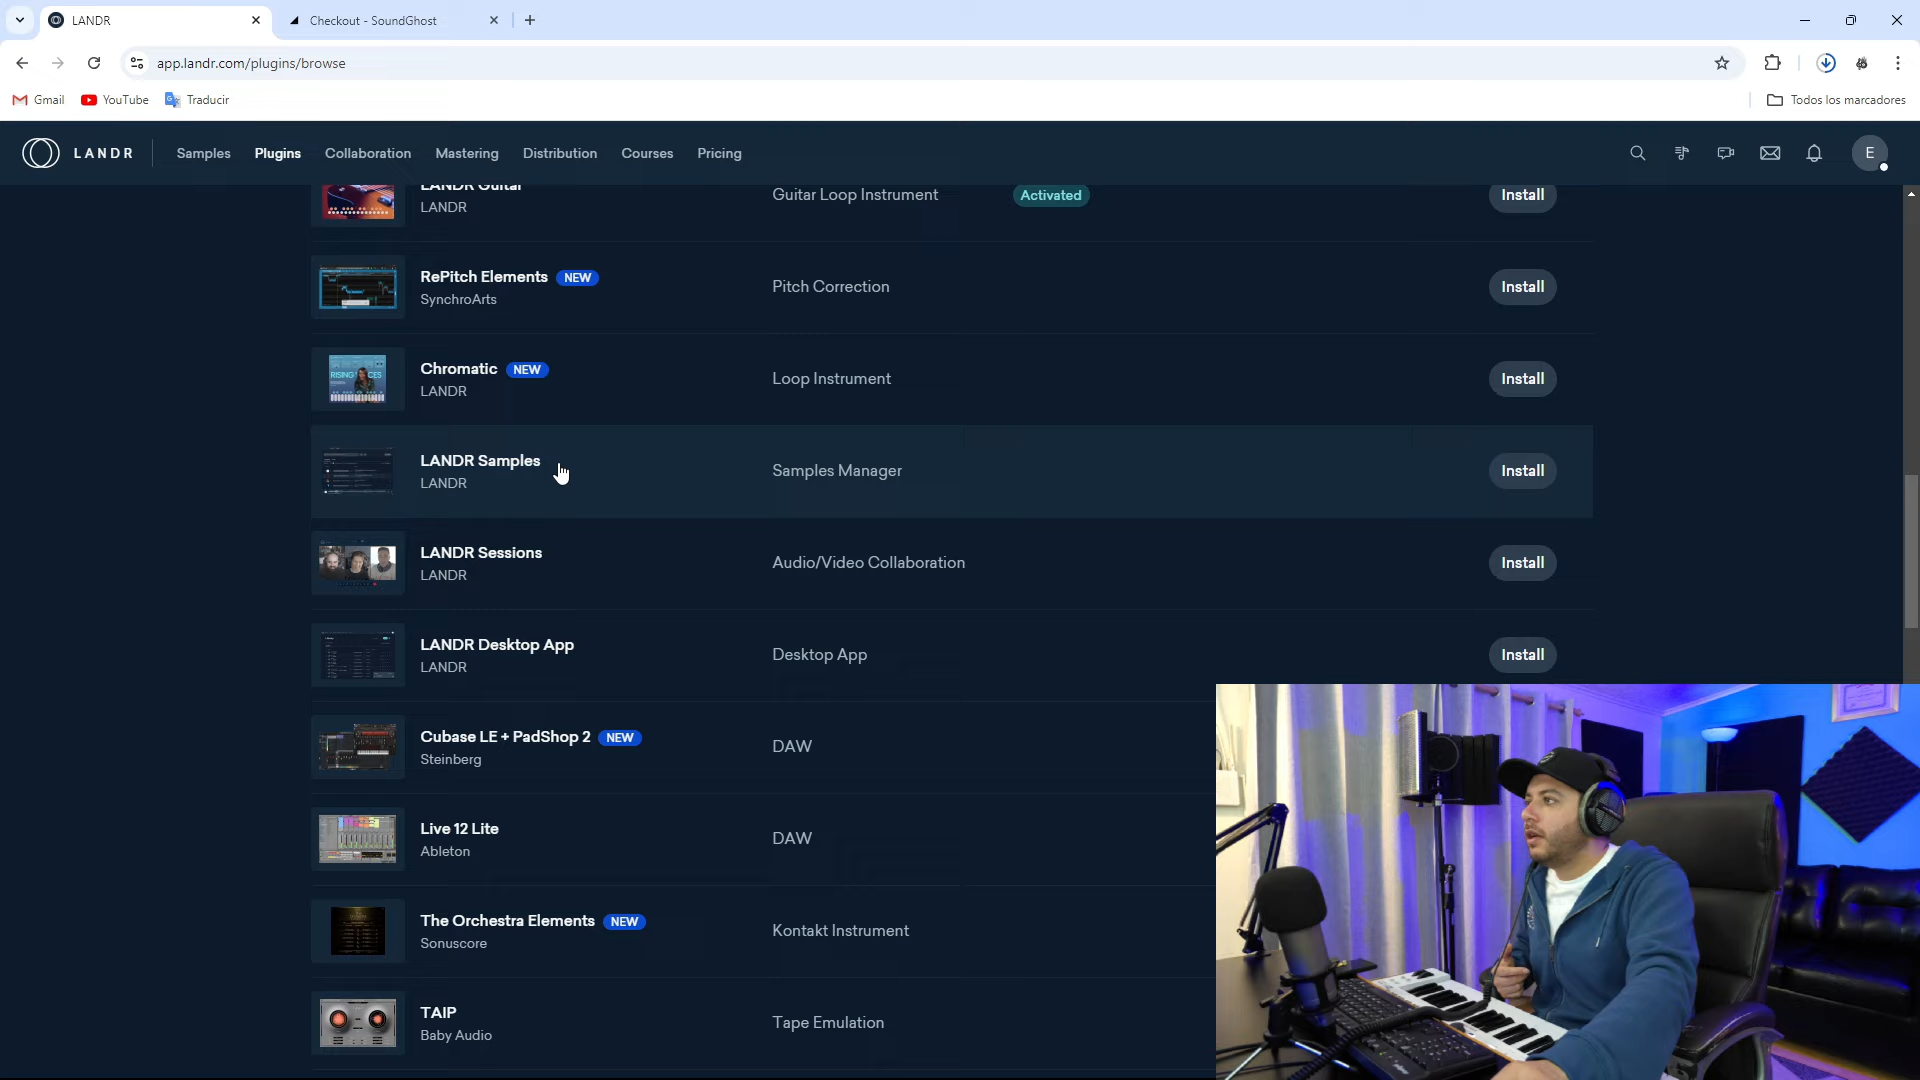 LANDR
Checkout - SoundGhost
app.landr.com/plugins/browse
Gmail
YouTube
Traducir
Todos los marcadores
LANDR
Samples
Plugins
Collaboration
Mastering
Distribution
Courses
Pricing
E
LANDR Guitar
LANDR
Guitar Loop Instrument
Activated
Install
RePitch Elements NEW
SynchroArts
Pitch Correction
Install
Chromatic NEW
LANDR
Loop Instrument
Install
LANDR Samples
LANDR
Samples Manager
Install
LANDR Sessions
LANDR
Audio/Video Collaboration
Install
LANDR Desktop App
LANDR
Desktop App
Install
Cubase LE + PadShop 2 NEW
Steinberg
DAW
Live 12 Lite
Ableton
DAW
The Orchestra Elements NEW
Sonuscore
Kontakt Instrument
TAIP
Baby Audio
Tape Emulation